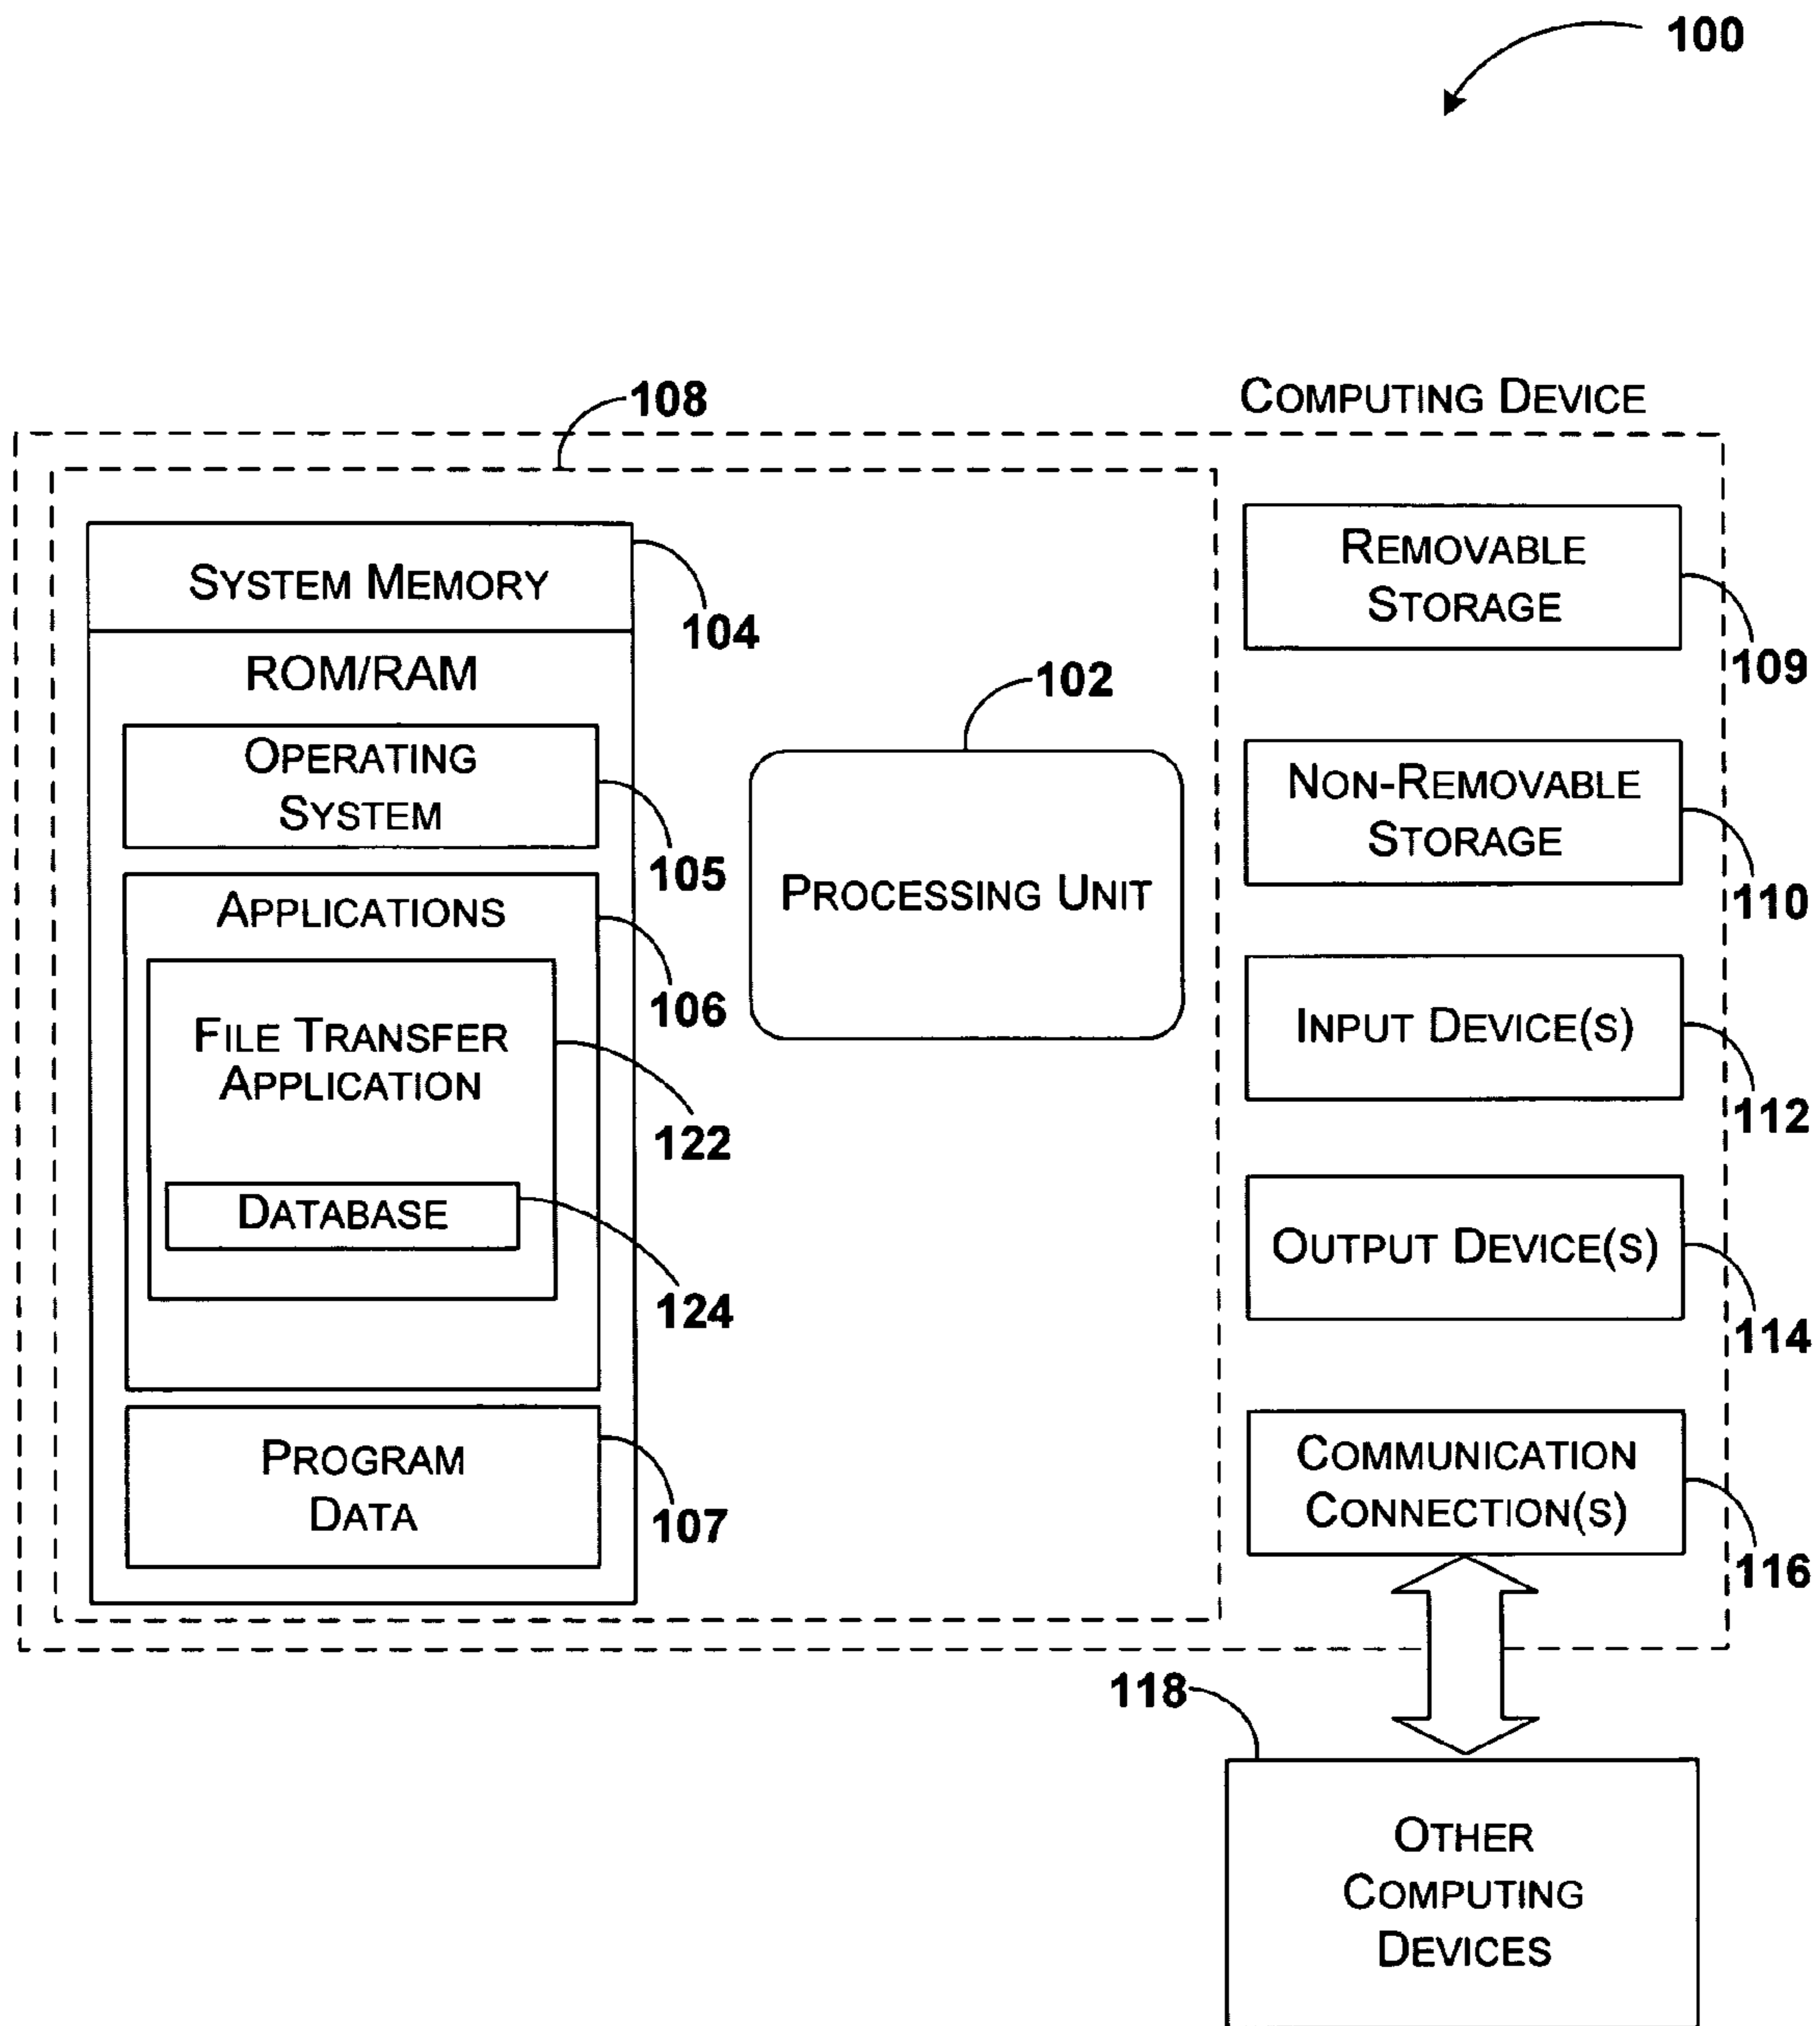 100
108
COMPUTING DEVICE
SYSTEM MEMORY
104
ROM/RAM
OPERATING
SYSTEM
105
APPLICATIONS
106
FILE TRANSFER
APPLICATION
122
DATABASE
124
PROGRAM
DATA
107
102
PROCESSING UNIT
REMOVABLE
STORAGE
109
NON-REMOVABLE
STORAGE
110
INPUT DEVICE(S)
112
OUTPUT DEVICE(S)
114
COMMUNICATION
CONNECTION(S)
116
118
OTHER
COMPUTING
DEVICES